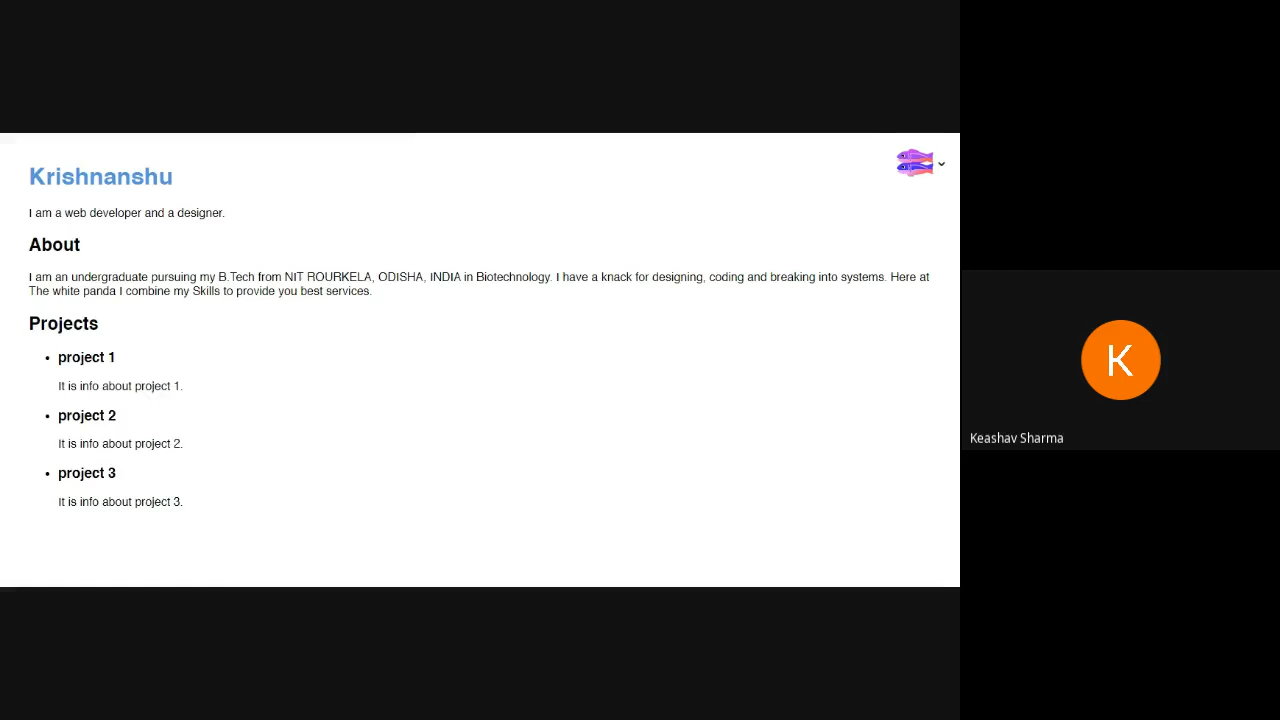 Krishnanshu
I am a web developer and a designer.
About
I am an undergraduate pursuing my B.Tech from NIT ROURKELA, ODISHA, INDIA in Biotechnology. I have a knack for designing, coding and breaking into systems. Here at
The white panda I combine my Skills to provide you best services.
Projects
• project 1
It is info about project 1.
• project 2
It is info about project 2.
• project 3
It is info about project 3.
K
Keashav Sharma